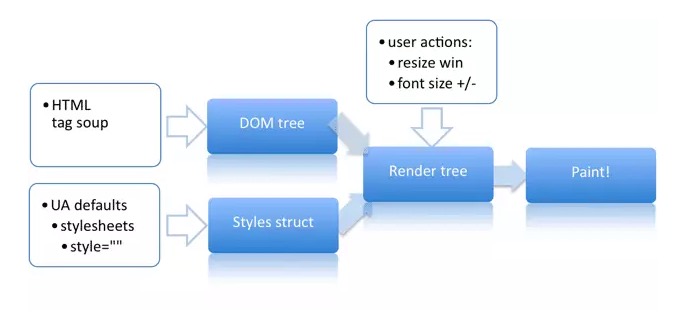 • user actions:
• resize win
• font size +/-
• HTML
tag soup
DOM tree
Render tree
Paint!
• UA defaults
• stylesheets
• style=""
Styles struct